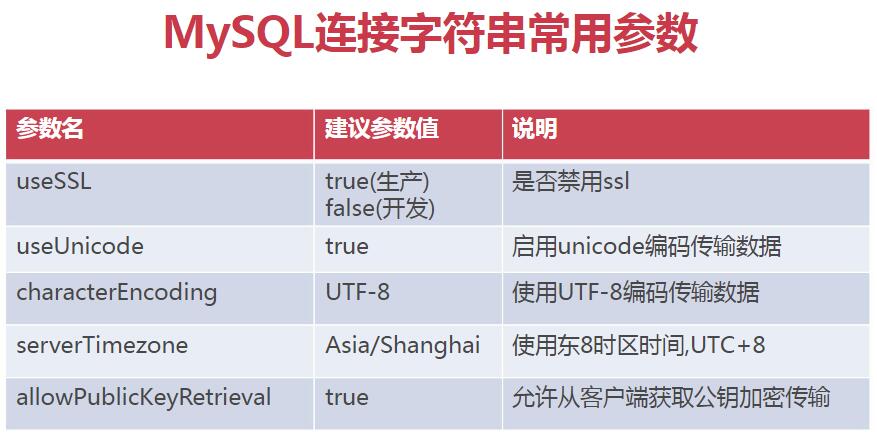 MySQL连接字符串常用参数
参数名 建议参数值 说明
useSSL true(生产) 是否禁用ssl
false(开发)
useUnicode true 启用unicode编码传输数据
characterEncoding UTF-8 使用UTF-8编码传输数据
serverTimezone Asia/Shanghai 使用东8时区时间,UTC+8
allowPublicKeyRetrieval true 允许从客户端获取公钥加密传输